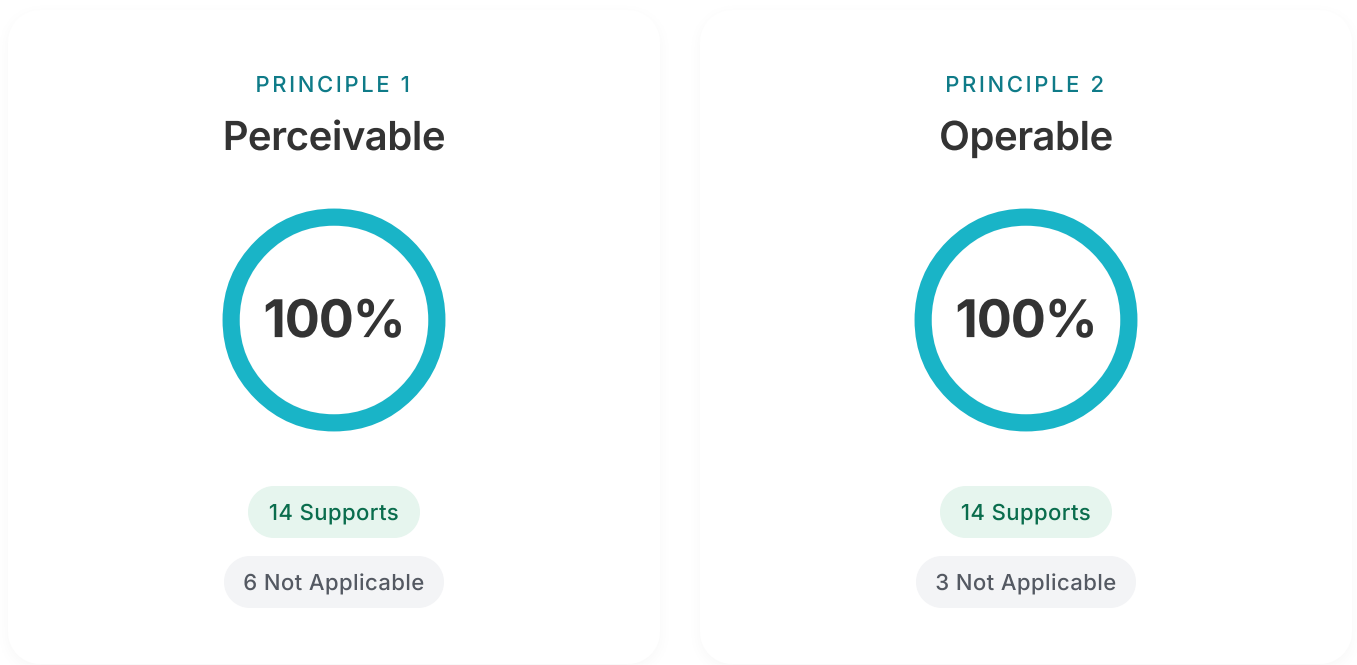 PRINCIPLE 1
Perceivable
100%
14 Supports
6 Not Applicable
PRINCIPLE 2
Operable
100%
14 Supports
3 Not Applicable